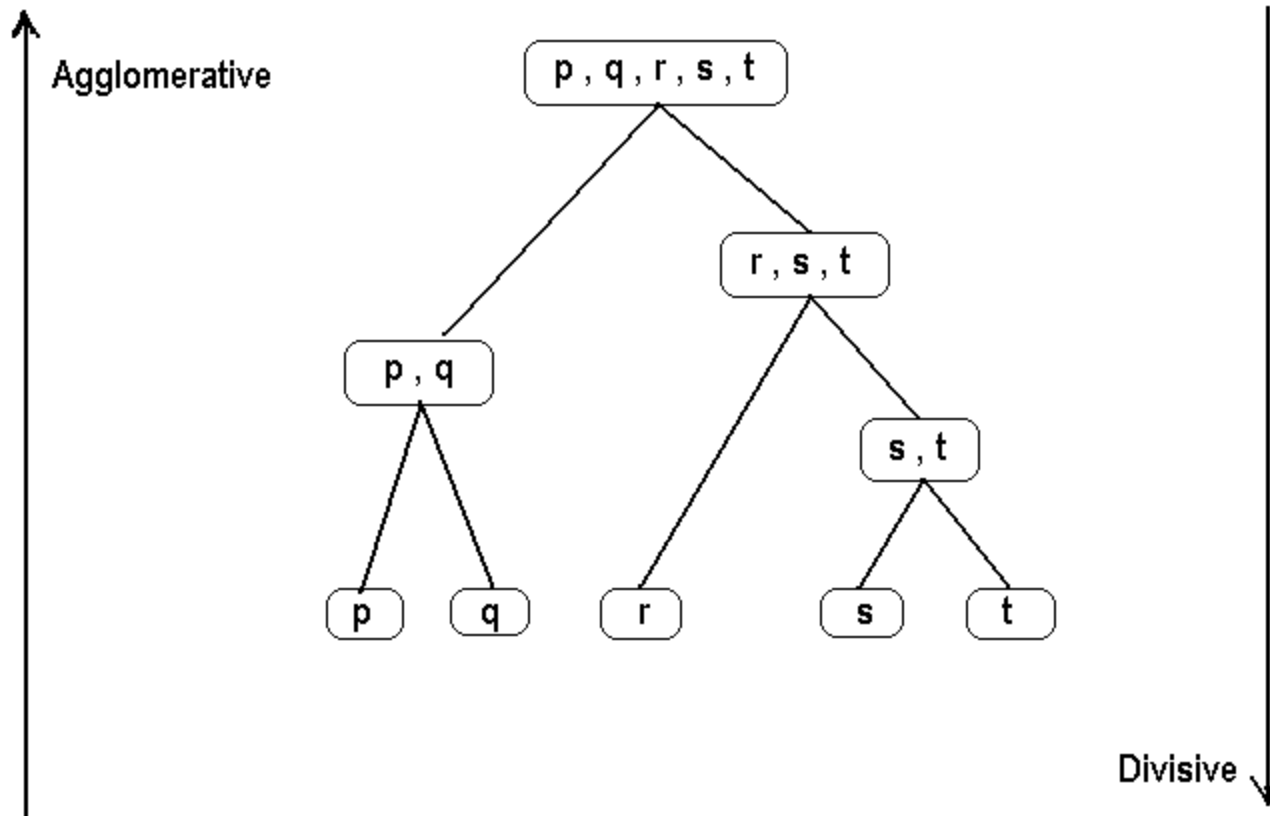 Agglomerative
p , q , r , s , t
r , s , t
p , q
s , t
p
q
r
s
t
Divisive